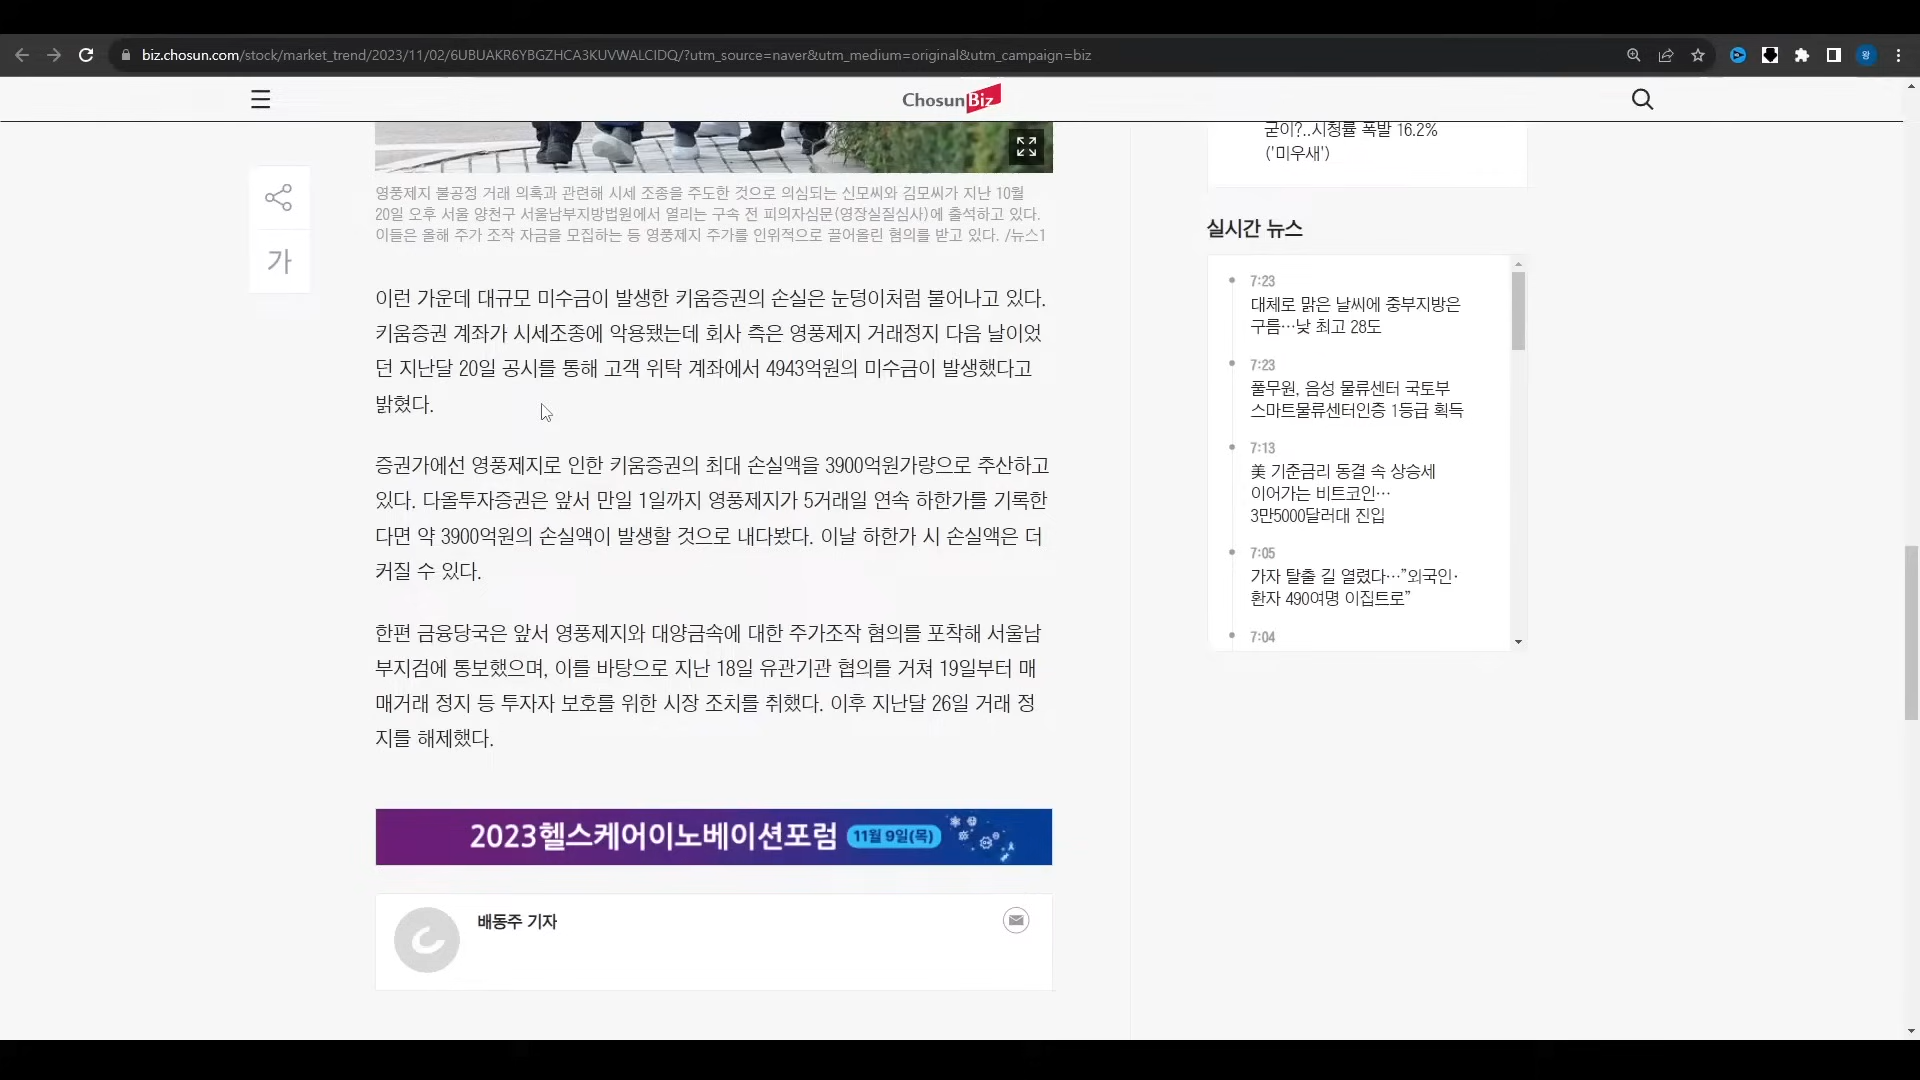 biz.chosun.com/stock/market_trend/2023/11/02/6UBUAKR6YBGZHCA3KUVWALCIDQ/?utm_source=naver&utm_medium=original&utm_campaign=biz
왕
ChosunBiz
가
영풍제지 불공정 거래 의혹과 관련해 시세 조종을 주도한 것으로 의심되는 신모씨와 김모씨가 지난 10월
20일 오후 서울 양천구 서울남부지방법원에서 열리는 구속 전 피의자심문(영장실질심사)에 출석하고 있다.
이들은 올해 주가 조작 자금을 모집하는 등 영풍제지 주가를 인위적으로 끌어올린 혐의를 받고 있다. /뉴스1
이런 가운데 대규모 미수금이 발생한 키움증권의 손실은 눈덩이처럼 불어나고 있다.
키움증권 계좌가 시세조종에 악용됐는데 회사 측은 영풍제지 거래정지 다음 날이었
던 지난달 20일 공시를 통해 고객 위탁 계좌에서 4943억원의 미수금이 발생했다고
밝혔다.
증권가에선 영풍제지로 인한 키움증권의 최대 손실액을 3900억원가량으로 추산하고
있다. 다올투자증권은 앞서 만일 1일까지 영풍제지가 5거래일 연속 하한가를 기록한
다면 약 3900억원의 손실액이 발생할 것으로 내다봤다. 이날 하한가 시 손실액은 더
커질 수 있다.
한편 금융당국은 앞서 영풍제지와 대양금속에 대한 주가조작 혐의를 포착해 서울남
부지검에 통보했으며, 이를 바탕으로 지난 18일 유관기관 협의를 거쳐 19일부터 매
매거래 정지 등 투자자 보호를 위한 시장 조치를 취했다. 이후 지난달 26일 거래 정
지를 해제했다.
2023헬스케어이노베이션포럼 11월 9일(목)
배동주 기자
굳이?..시청률 폭발 16.2%
('미우새')
실시간 뉴스
7:23
대체로 맑은 날씨에 중부지방은
구름…낮 최고 28도
7:23
풀무원, 음성 물류센터 국토부
스마트물류센터인증 1등급 획득
7:13
美 기준금리 동결 속 상승세
이어가는 비트코인…
3만5000달러대 진입
7:05
가자 탈출 길 열렸다…”외국인·
환자 490여명 이집트로”
7:04